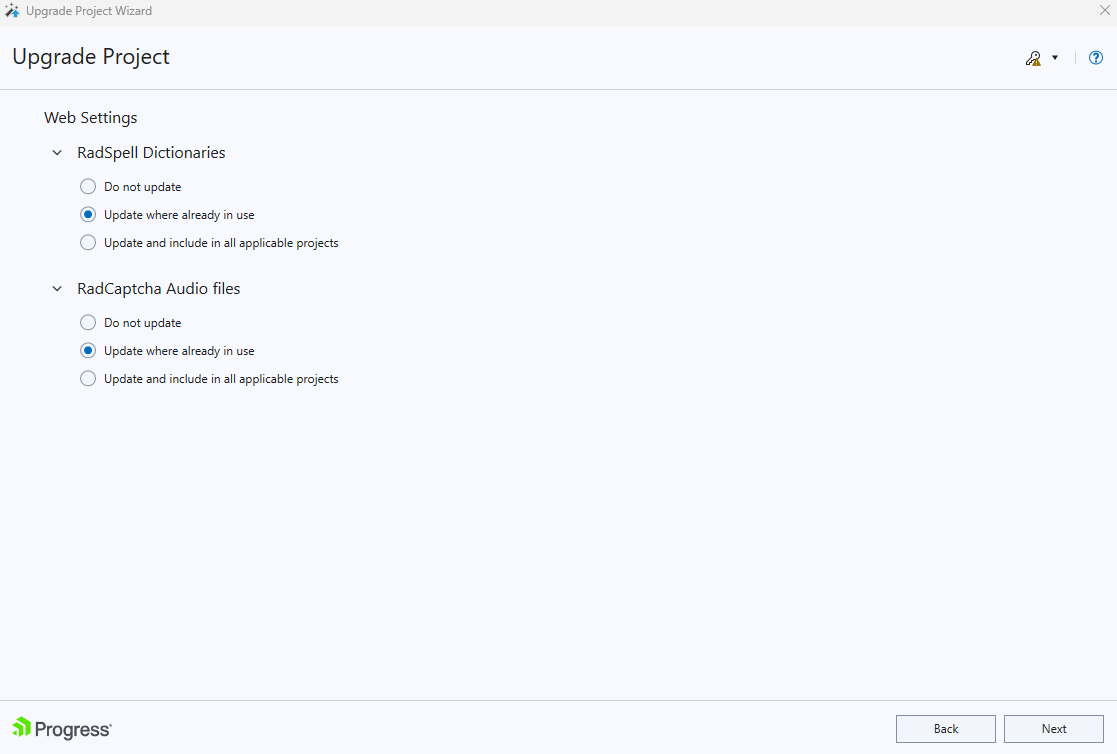 Upgrade Project Wizard
Upgrade Project
Web Settings
RadSpell Dictionaries
Do not update
Update where already in use
Update and include in all applicable projects
RadCaptcha Audio files
Do not update
Update where already in use
Update and include in all applicable projects
Progress
Back
Next